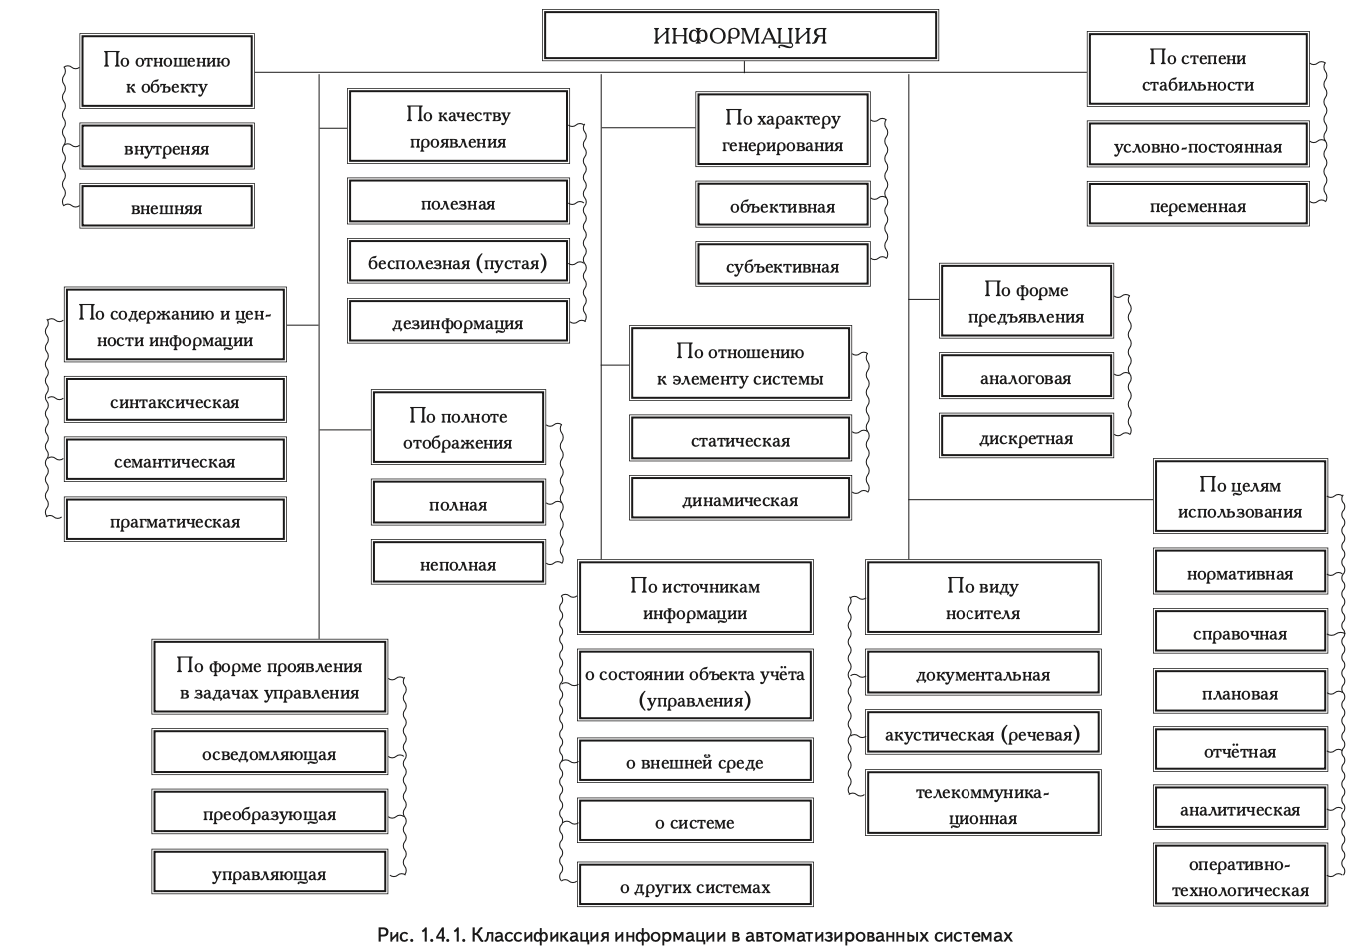 ИНФОРМАЦИЯ
По отношению
к объекту
внутреняя
внешняя
По качеству
проявления
полезная
бесполезная (пустая)
дезинформация
По характеру
генерирования
объективная
субъективная
По степени
стабильности
условно-постоянная
переменная
По содержанию и цен-
ности информации
синтаксическая
семантическая
прагматическая
По полноте
отображения
полная
неполная
По отношению
к элементу системы
статическая
динамическая
По форме
предъявления
аналоговая
дискретная
По форме проявления
в задачах управления
осведомляющая
преобразующая
управляющая
По источникам
информации
о состоянии объекта учёта
(управления)
о внешней среде
о системе
о других системах
По виду
носителя
документальная
акустическая (речевая)
телекоммуника-
ционная
По целям
использования
нормативная
справочная
плановая
отчётная
аналитическая
оперативно-
технологическая
Рис. 1.4.1. Классификация информации в автоматизированных системах